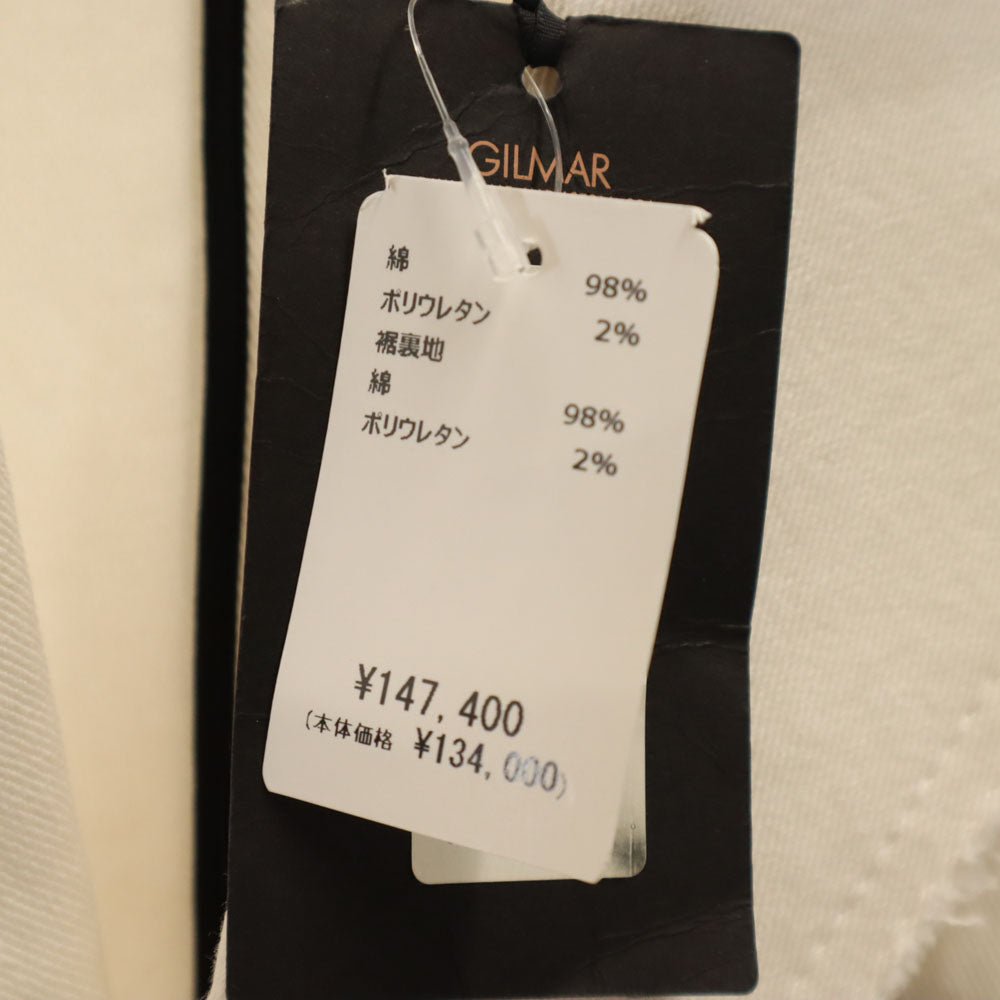 GILMAR
綿 98%
ポリウレタン 2%
裾裏地
綿 98%
ポリウレタン 2%
¥147,400
(本体価格 ¥134,000)